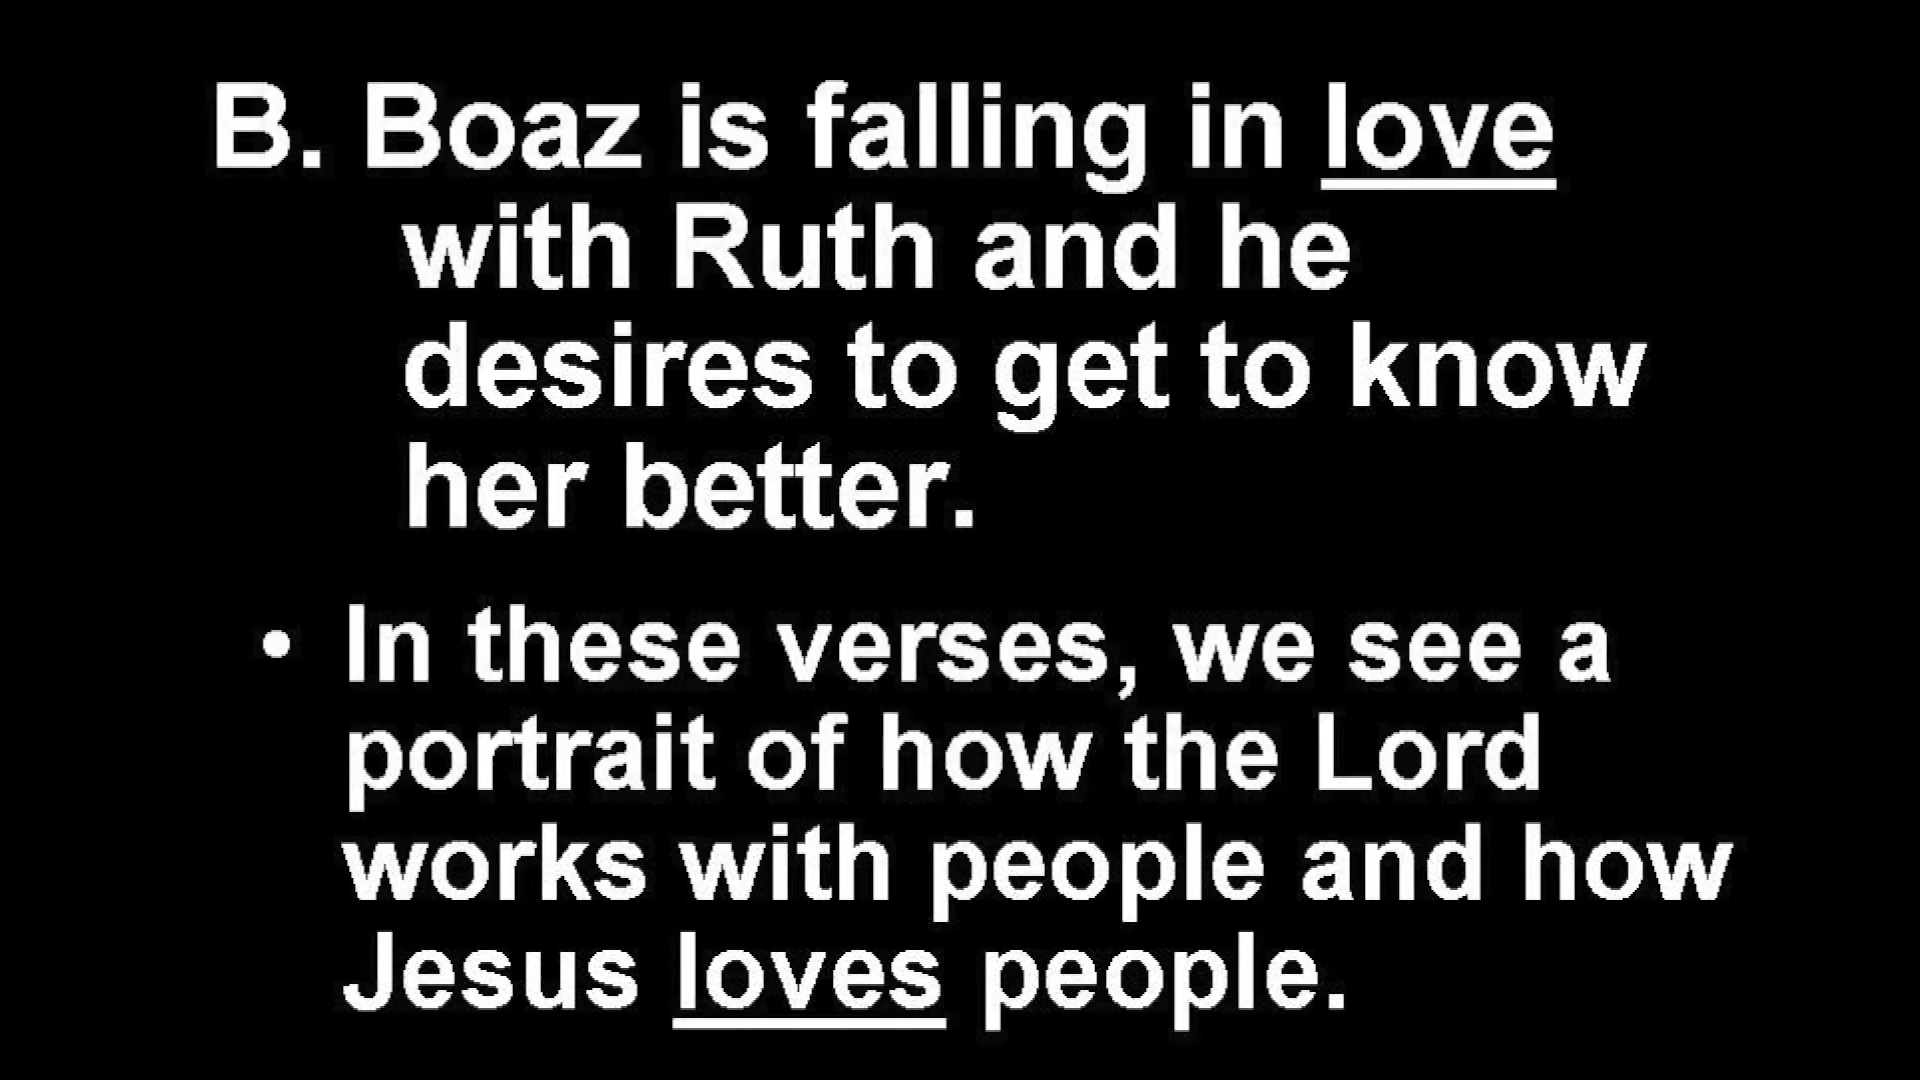 B. Boaz is falling in love
with Ruth and he
desires to get to know
her better.
• In these verses, we see a
portrait of how the Lord
works with people and how
Jesus loves people.